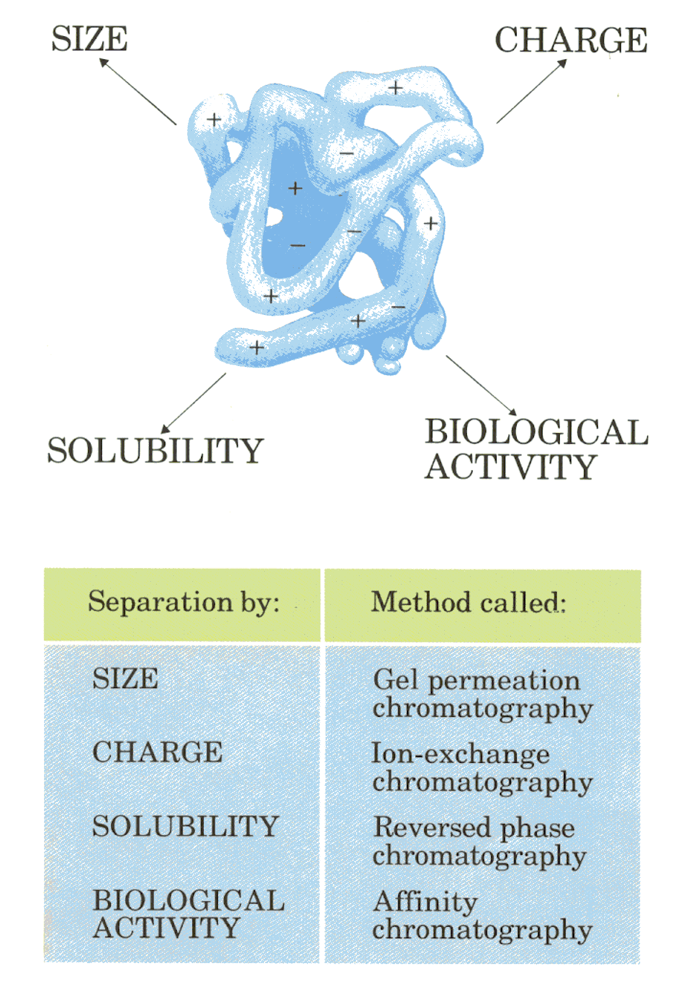 SIZE
CHARGE
+
+
−
+
+
−
−
+
−
+
+
SOLUBILITY
BIOLOGICAL
ACTIVITY
Separation by:
Method called:
SIZE
Gel permeation
chromatography
CHARGE
Ion-exchange
chromatography
SOLUBILITY
Reversed phase
chromatography
BIOLOGICAL
ACTIVITY
Affinity
chromatography